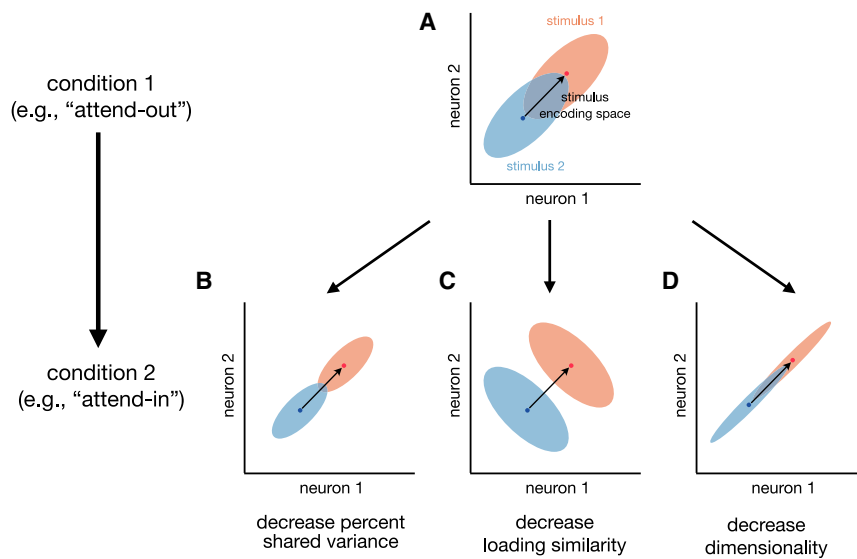 A
stimulus 1
condition 1
(e.g., “attend-out”)
neuron 2
stimulus
encoding space
stimulus 2
neuron 1
B
C
D
condition 2
(e.g., “attend-in”)
neuron 2
neuron 2
neuron 2
neuron 1
neuron 1
neuron 1
decrease percent
shared variance
decrease
loading similarity
decrease
dimensionality